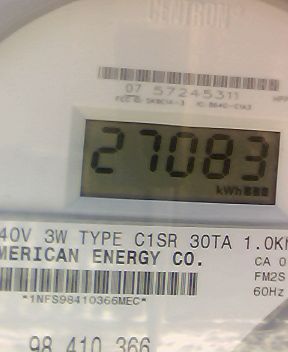 CENTRON
07 57245311
27083
kWh
40V 3W TYPE C1SR 30TA 1.0K
MERICAN ENERGY CO.
CA 0
FM2S
60Hz
*1NFS98410366MEC*
98 410 366